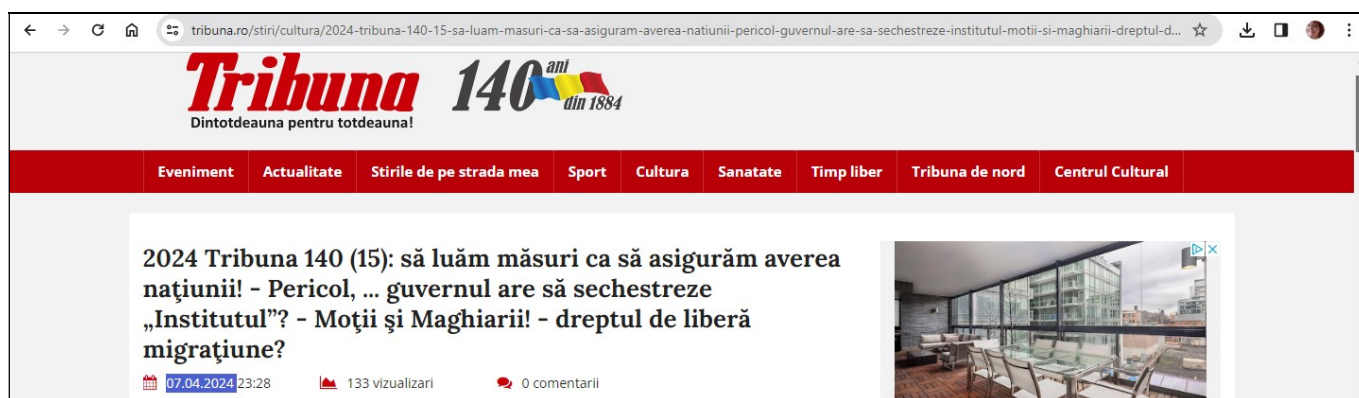 tribuna.ro/stiri/cultura/2024-tribuna-140-15-sa-luam-masuri-ca-sa-asiguram-averea-natiunii-pericol-guvernul-are-sa-sechestreze-institutul-motii-si-maghiarii-dreptul-d...
Tribuna 140 ani din 1884
Dintotdeauna pentru totdeauna!
Eveniment Actualitate Stirile de pe strada mea Sport Cultura Sanatate Timp liber Tribuna de nord Centrul Cultural
2024 Tribuna 140 (15): să luăm măsuri ca să asigurăm averea
naţiunii! - Pericol, ... guvernul are să sechestreze
„Institutul”? - Moţii şi Maghiarii! - dreptul de liberă
migraţiune?
07.04.2024 23:28 133 vizualizari 0 comentarii